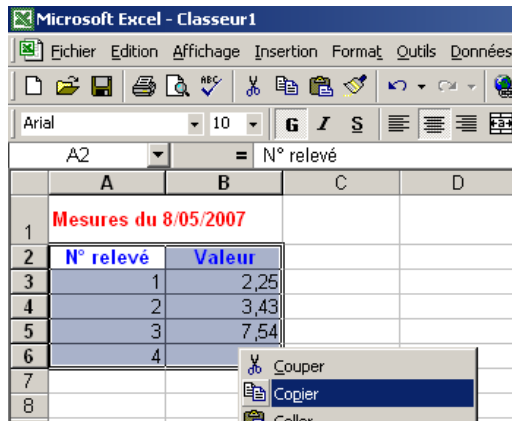 Microsoft Excel - Classeur1
Fichier Edition Affichage Insertion Format Outils Données
Arial 10 G I S
A2 = N° relevé
A B C D
1 Mesures du 8/05/2007
2 N° relevé Valeur
3 1 2,25
4 2 3,43
5 3 7,54
6 4
Couper
7
Copier
8